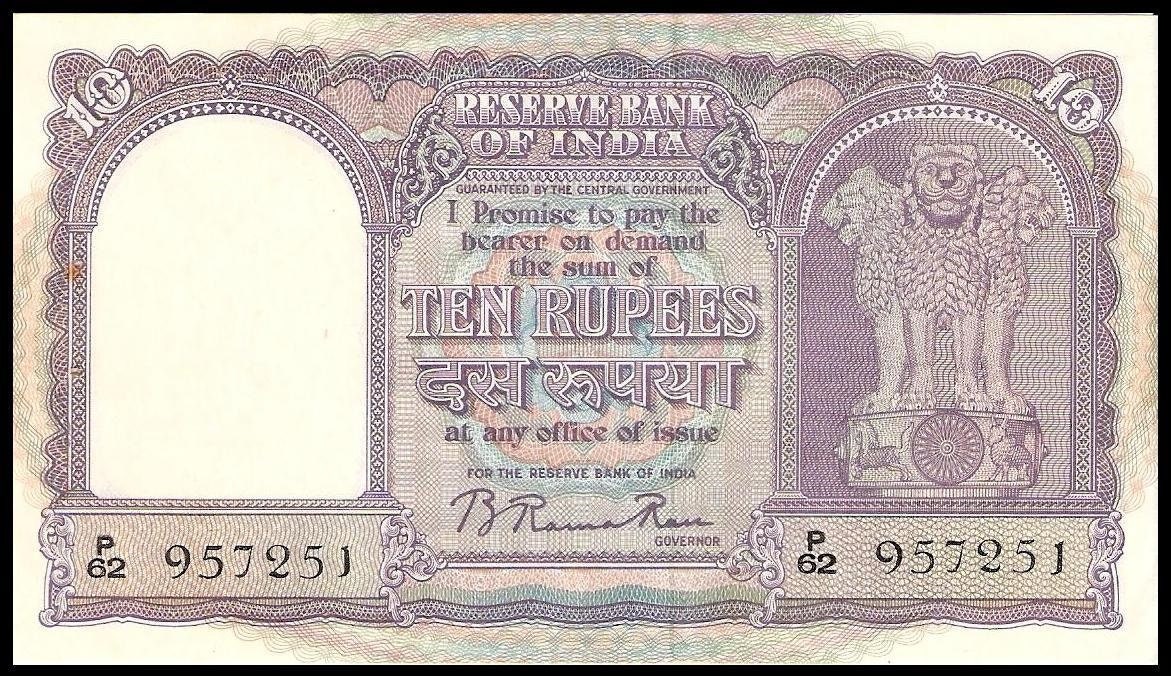 10
10
RESERVE BANK
OF INDIA
GUARANTEED BY THE CENTRAL GOVERNMENT
I Promise to pay the
bearer on demand
the sum of
TEN RUPEES
दस रूपया
at any office of issue
FOR THE RESERVE BANK OF INDIA
B Rama Rau
GOVERNOR
P/62 957251
P/62 957251